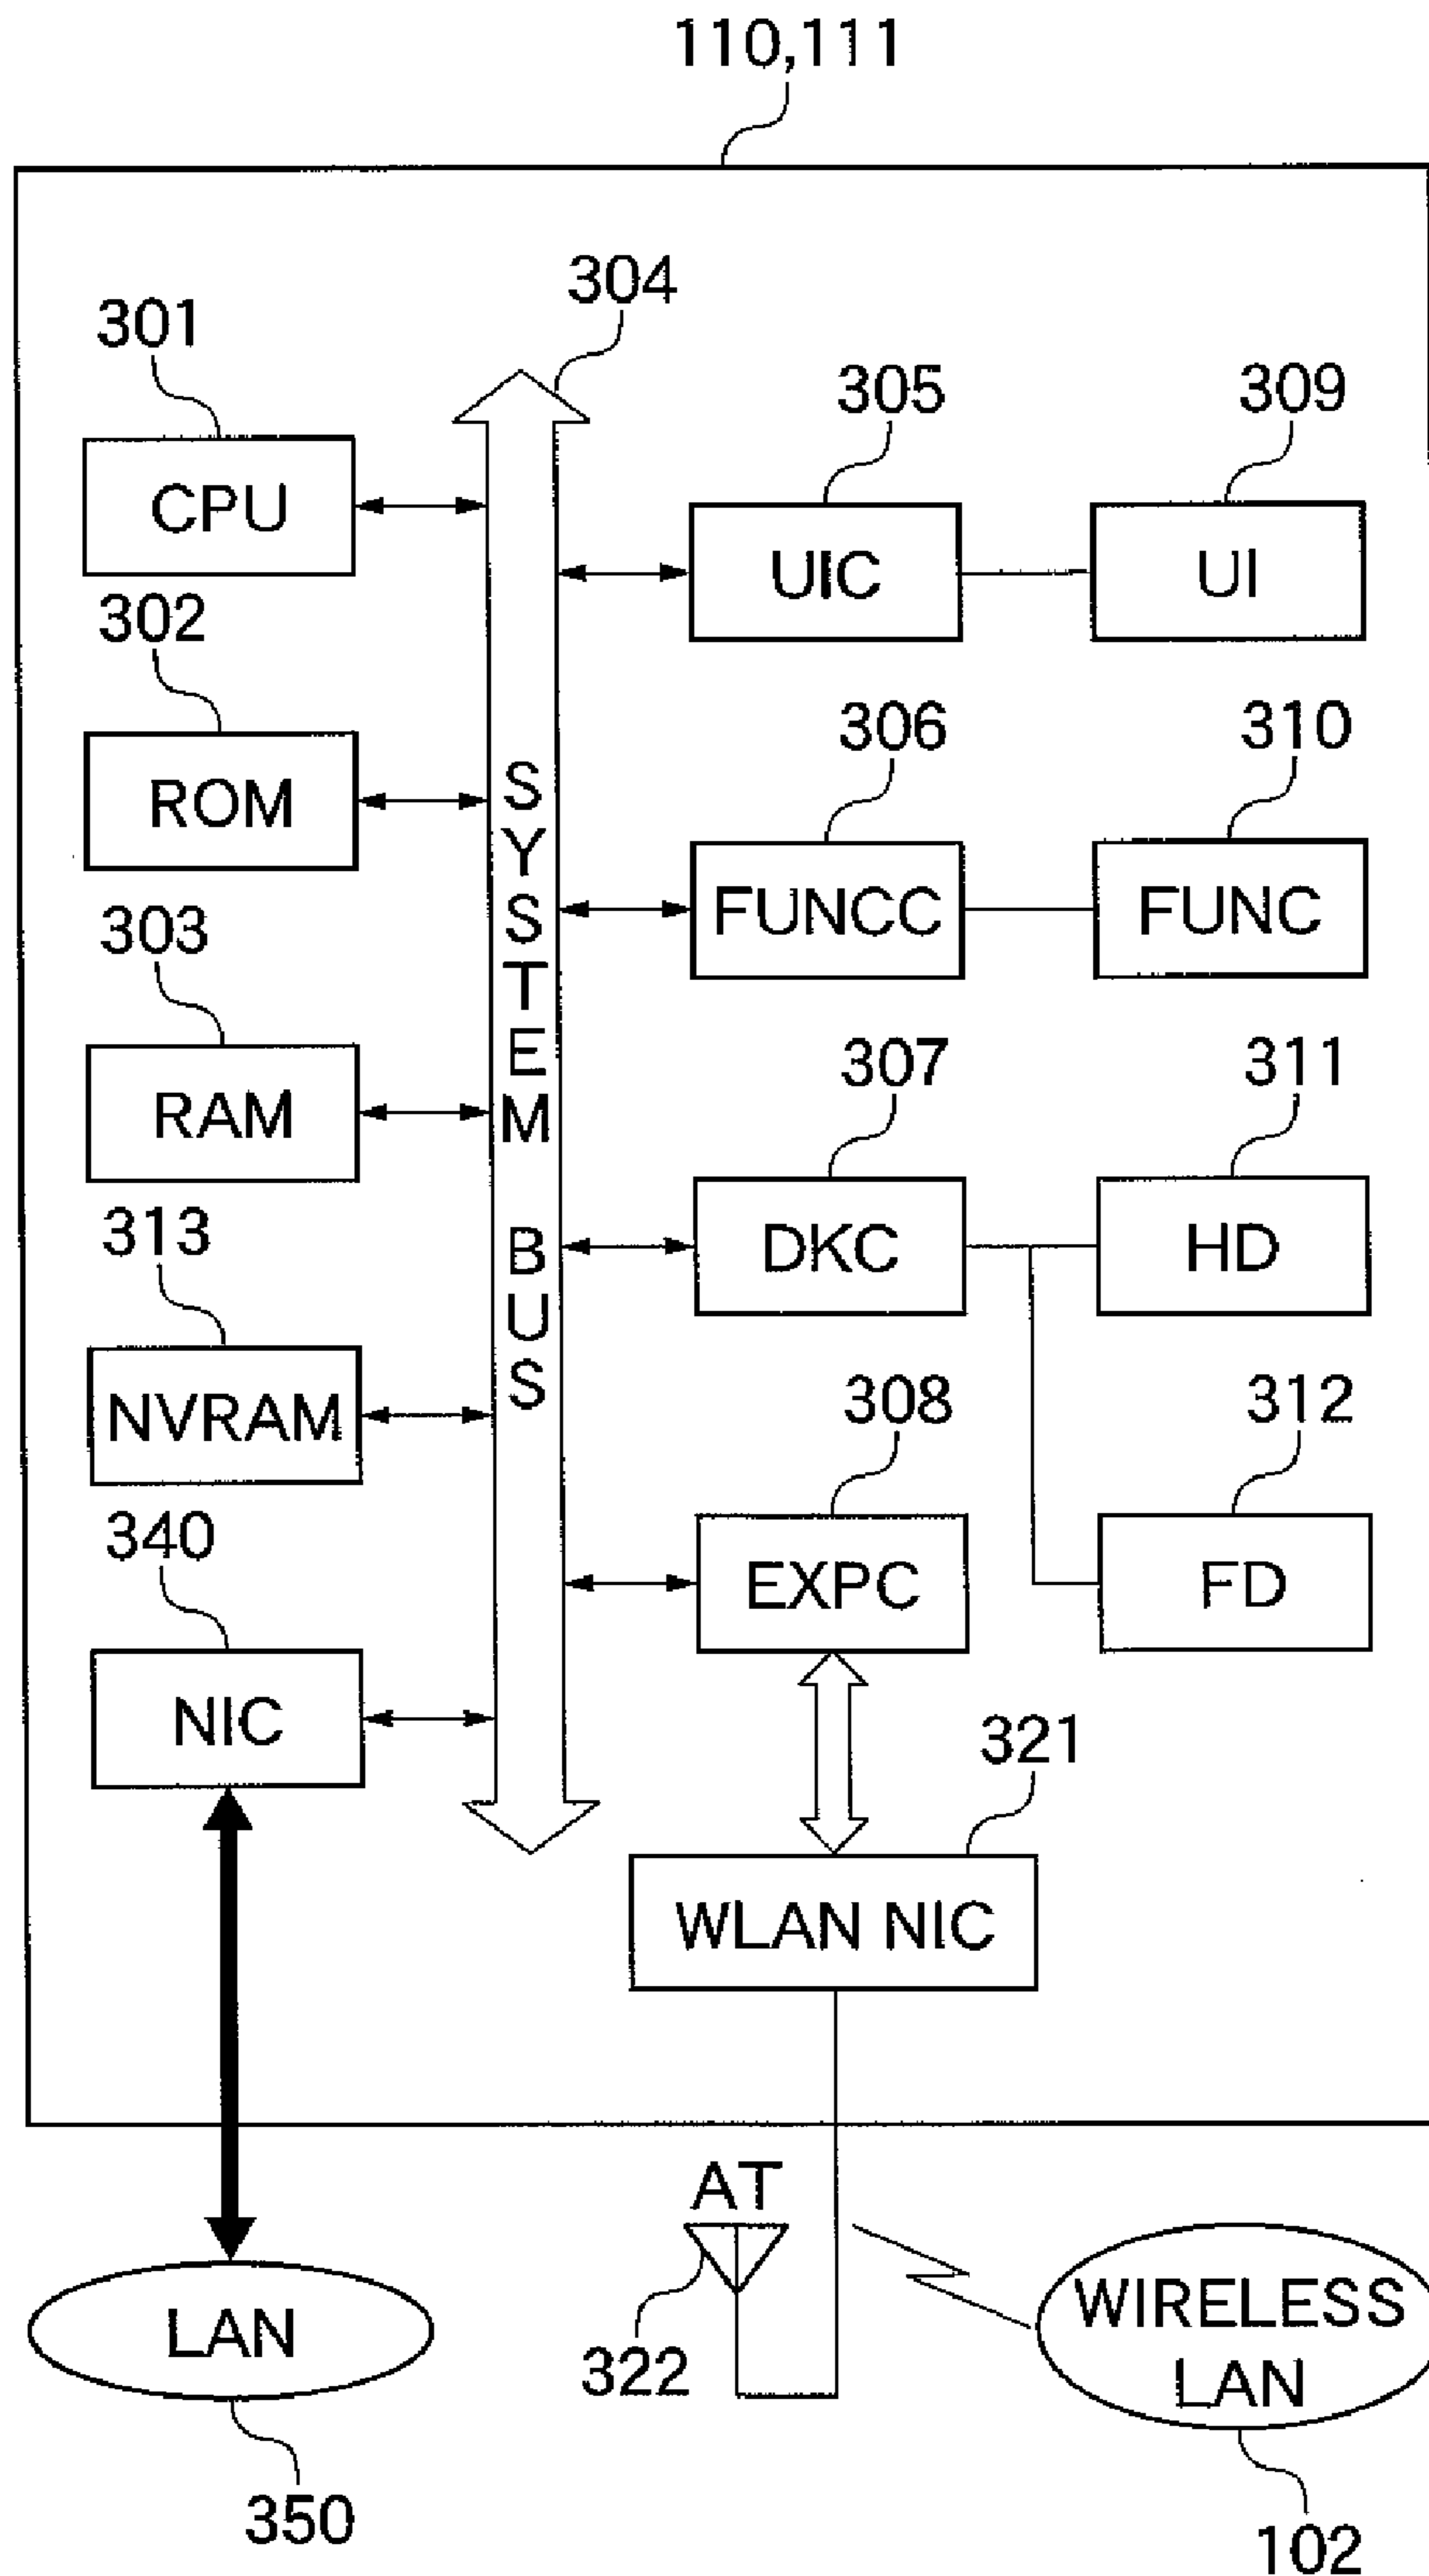 110,111
304
301
CPU
305
UIC
309
UI
302
ROM
306
FUNCC
310
FUNC
SYSTEM BUS
303
RAM
307
DKC
311
HD
313
NVRAM
308
EXPC
312
FD
340
NIC
321
WLAN NIC
AT
322
LAN
350
WIRELESS
LAN
102